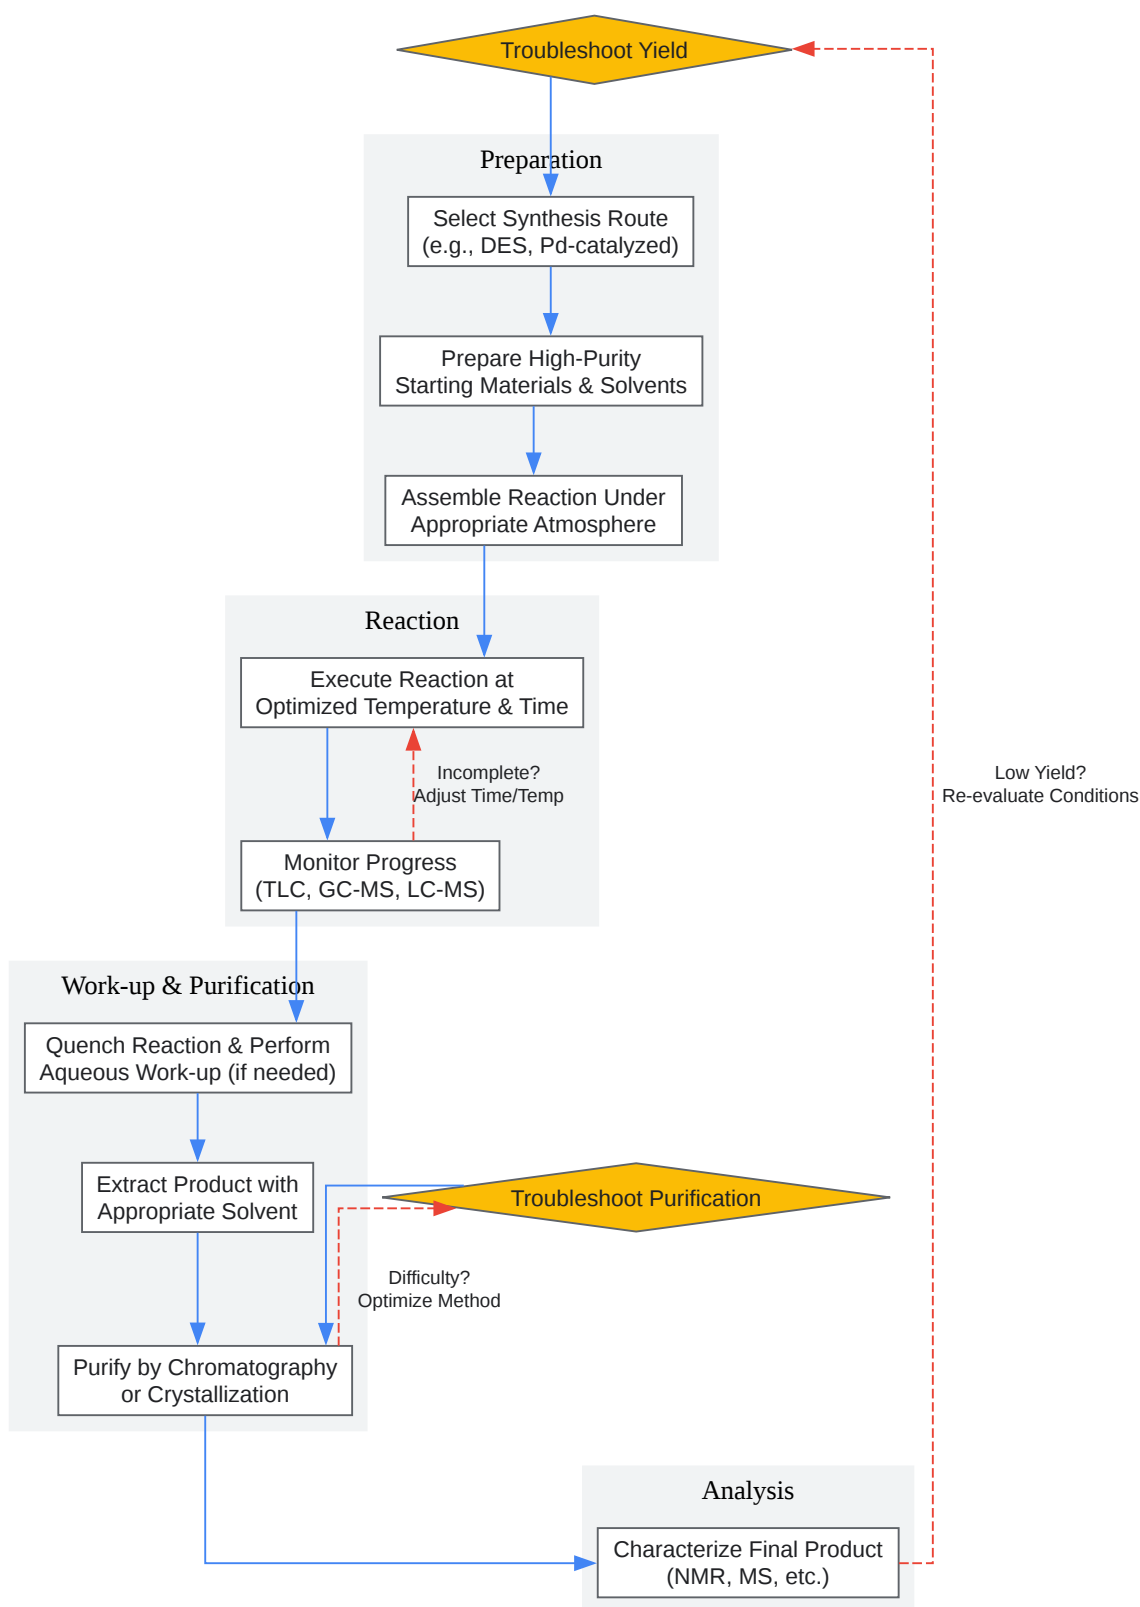 Troubleshoot Yield
Preparation
Select Synthesis Route
(e.g., DES, Pd-catalyzed)
Prepare High-Purity
Starting Materials & Solvents
Assemble Reaction Under
Appropriate Atmosphere
Reaction
Execute Reaction at
Optimized Temperature & Time
Incomplete?
Adjust Time/Temp
Low Yield?
Re-evaluate Conditions
Monitor Progress
(TLC, GC-MS, LC-MS)
Work-up & Purification
Quench Reaction & Perform
Aqueous Work-up (if needed)
Extract Product with
Appropriate Solvent
Troubleshoot Purification
Difficulty?
Optimize Method
Purify by Chromatography
or Crystallization
Analysis
Characterize Final Product
(NMR, MS, etc.)